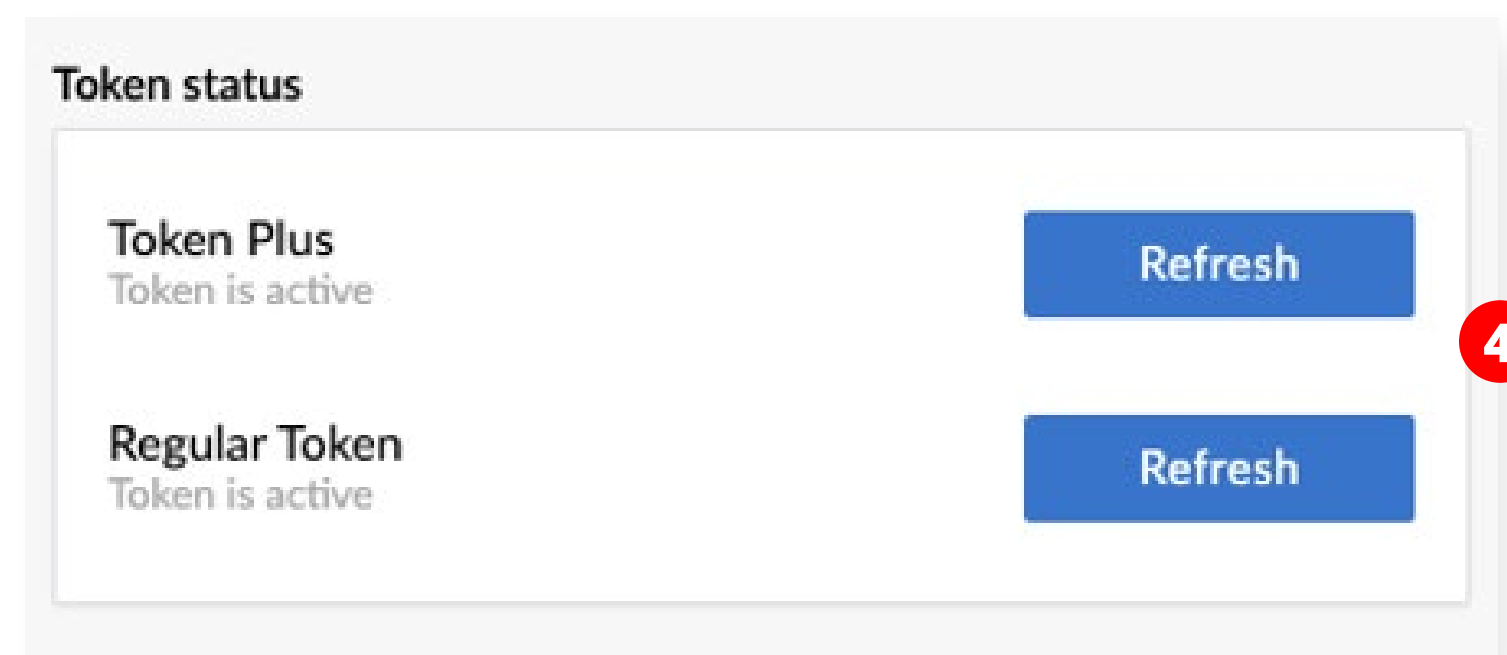 Token status
Token Plus
Token is active
Refresh
4
Regular Token
Token is active
Refresh